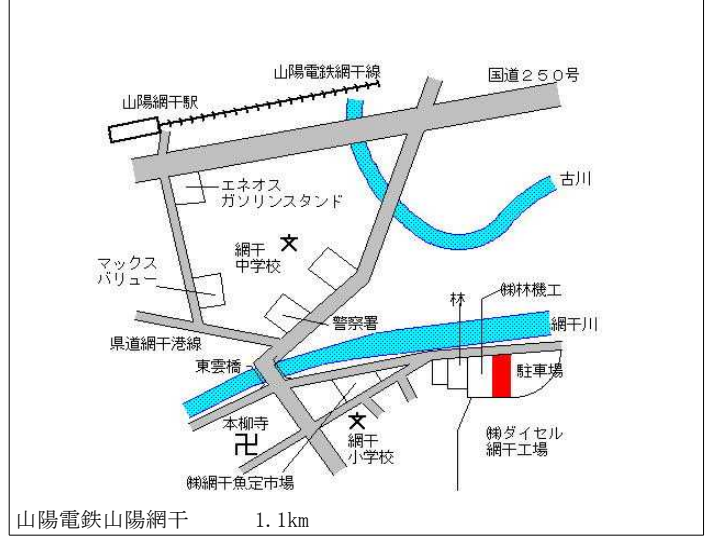 山陽電鉄網干線
国道２５０号
山陽網干駅
エネオス
ガソリンスタンド
古川
網干
中学校
マックス
バリュー
㈱林機工
林
警察署
網干川
県道網干港線
東雲橋
駐車場
本柳寺
網干
小学校
㈱ダイセル
網干工場
㈱網干魚定市場
山陽電鉄山陽網干 1.1km